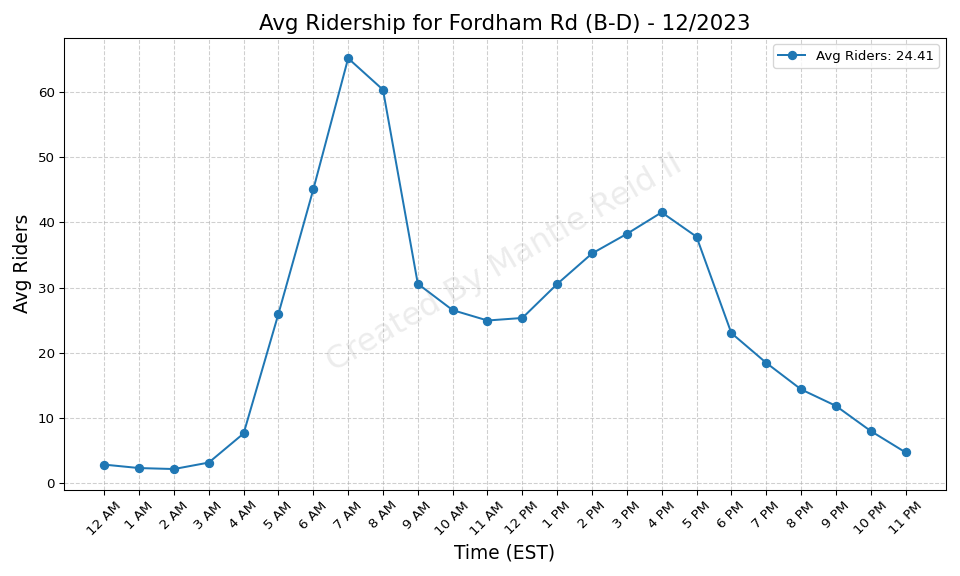 Avg Ridership for Fordham Rd (B-D) - 12/2023
Avg Riders: 24.41
Avg Riders
60
50
40
30
20
10
0
Created By Mantie Reid II
12 AM
1 AM
2 AM
3 AM
4 AM
5 AM
6 AM
7 AM
8 AM
9 AM
10 AM
11 AM
12 PM
1 PM
2 PM
3 PM
4 PM
5 PM
6 PM
7 PM
8 PM
9 PM
10 PM
11 PM
Time (EST)